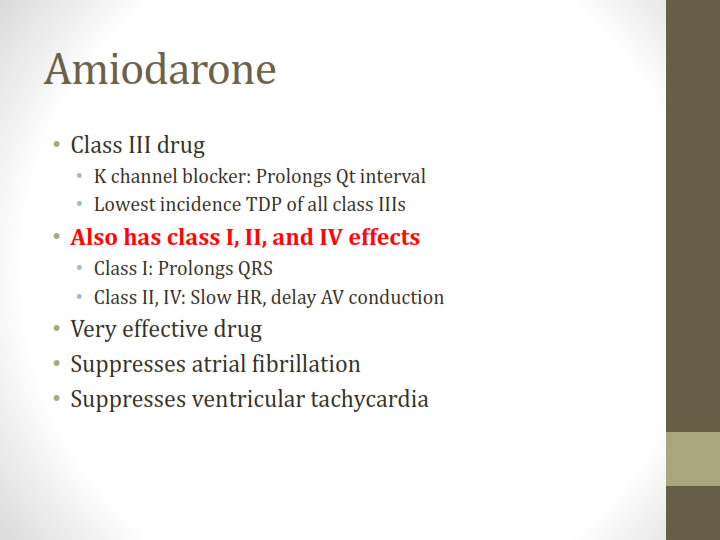 Amiodarone
• Class III drug
• K channel blocker: Prolongs Qt interval
• Lowest incidence TDP of all class IIIs
• Also has class I, II, and IV effects
• Class I: Prolongs QRS
• Class II, IV: Slow HR, delay AV conduction
• Very effective drug
• Suppresses atrial fibrillation
• Suppresses ventricular tachycardia